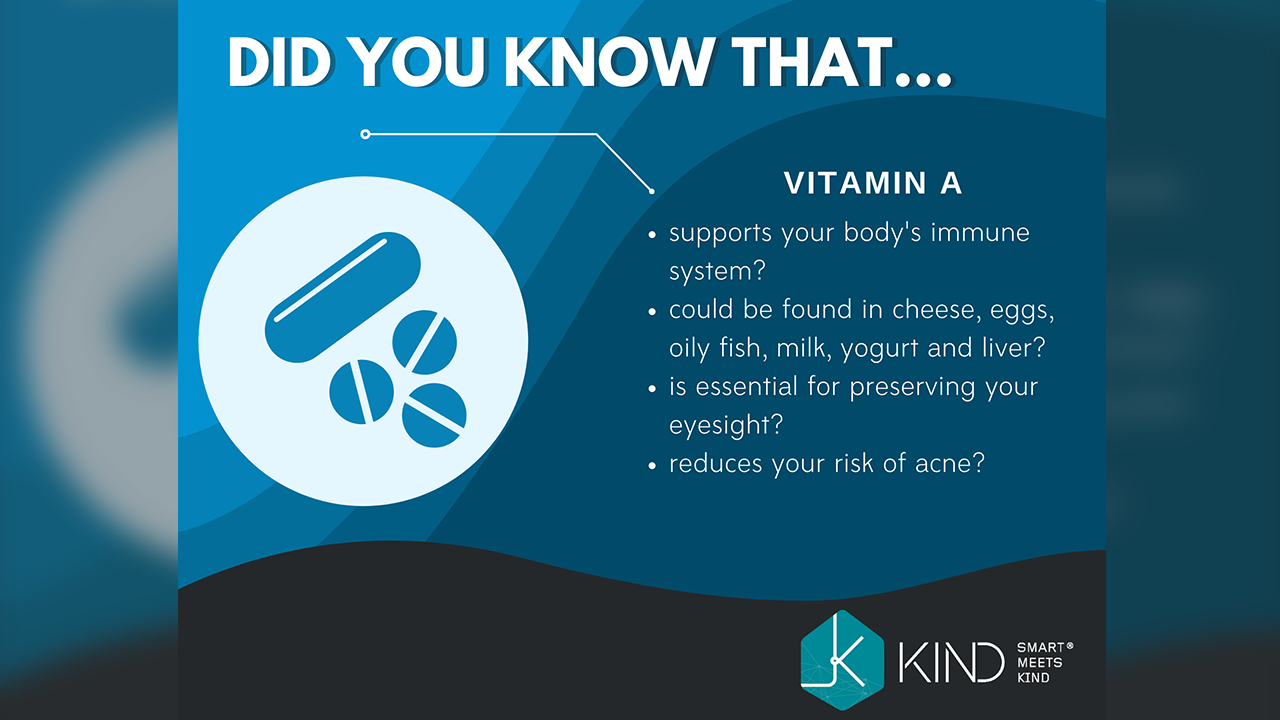 DID YOU KNOW THAT...
VITAMIN A
• supports your body's immune
system?
• could be found in cheese, eggs,
oily fish, milk, yogurt and liver?
• is essential for preserving your
eyesight?
• reduces your risk of acne?
KIND
SMART®
MEETS
KIND